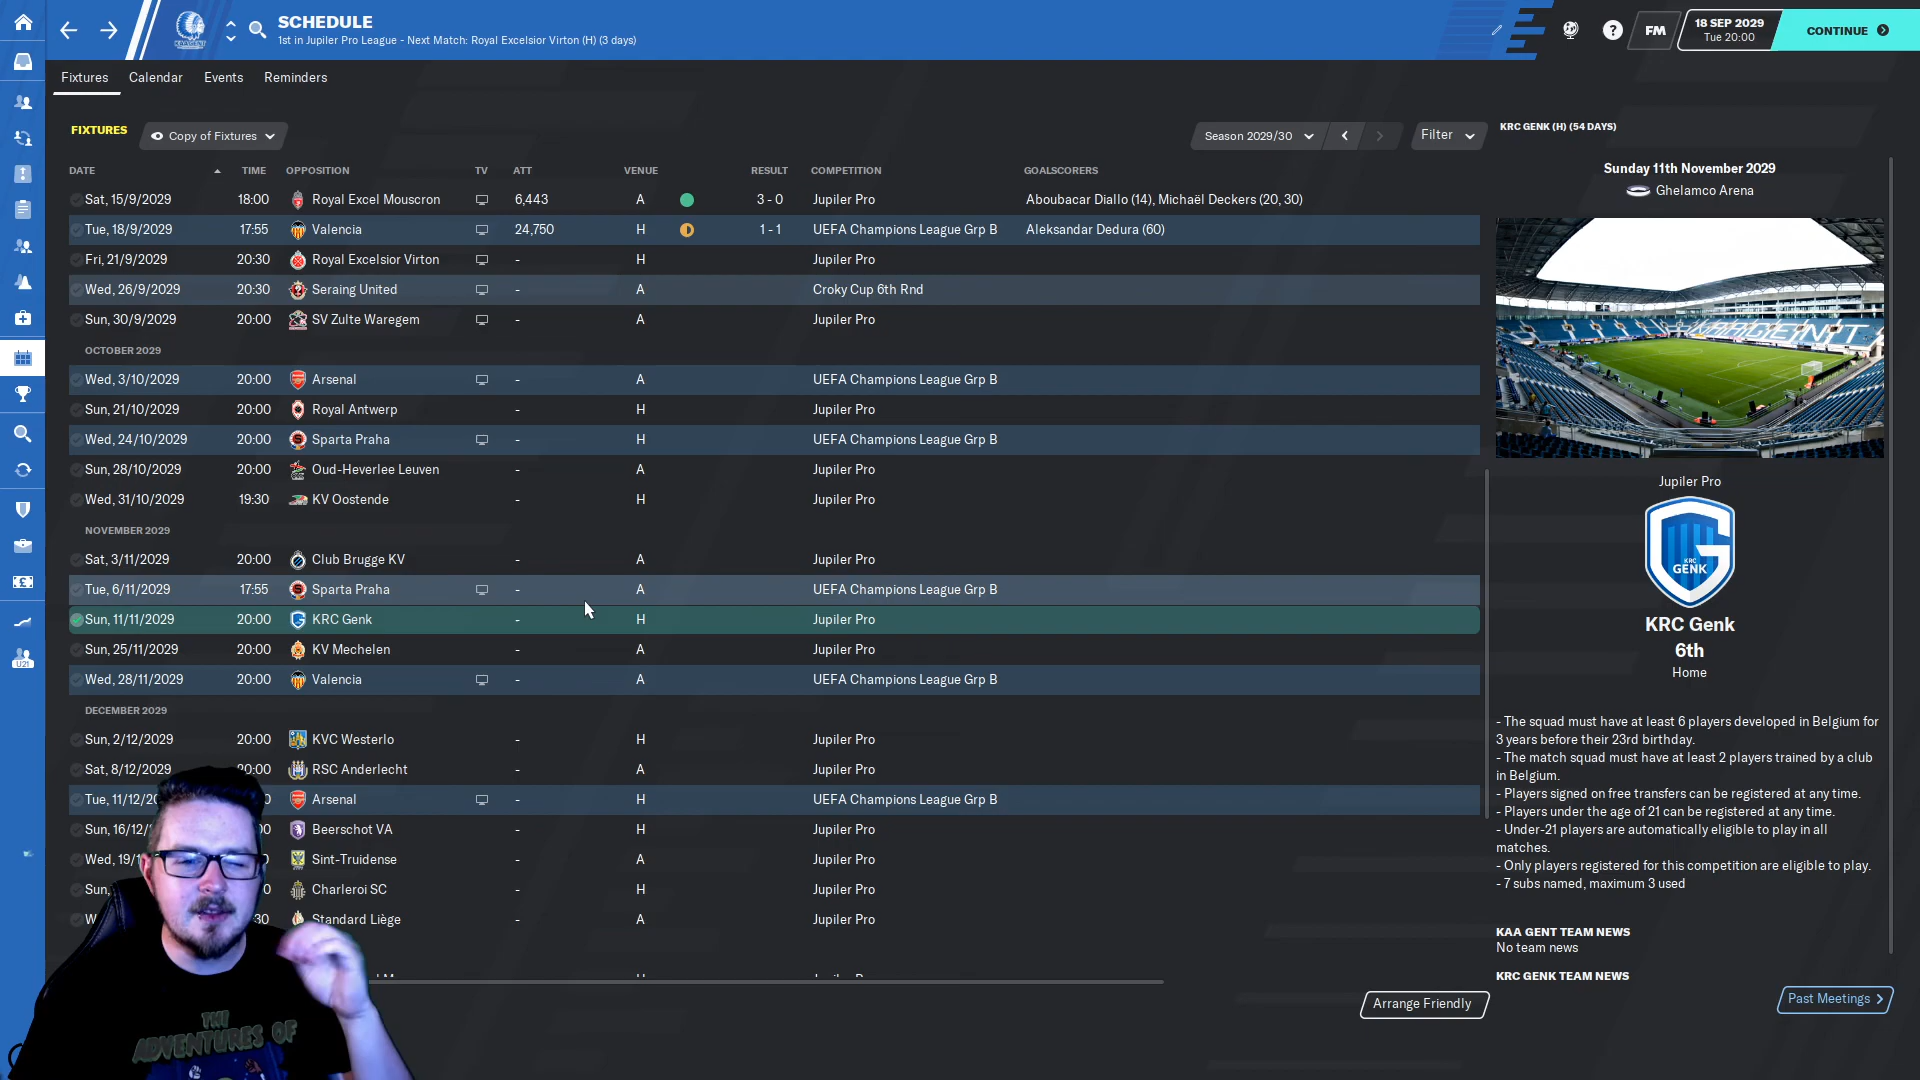 SCHEDULE
1st in Jupiler Pro League - Next Match: Royal Excelsior Virton (H) (3 days)
FM
18 SEP 2029
Tue 20:00
CONTINUE
Fixtures Calendar Events Reminders
FIXTURES
Copy of Fixtures
Season 2029/30
Filter
DATE TIME OPPOSITION TV ATT VENUE RESULT COMPETITION GOALSCORERS
Sat, 15/9/2029 18:00 Royal Excel Mouscron 6,443 A 3 - 0 Jupiler Pro Aboubacar Diallo (14), Michaël Deckers (20, 30)
Tue, 18/9/2029 17:55 Valencia 24,750 H 1 - 1 UEFA Champions League Grp B Aleksandar Dedura (60)
Fri, 21/9/2029 20:30 Royal Excelsior Virton H Jupiler Pro
Wed, 26/9/2029 20:30 Seraing United - A Croky Cup 6th Rnd
Sun, 30/9/2029 20:00 SV Zulte Waregem - A Jupiler Pro
OCTOBER 2029
Wed, 3/10/2029 20:00 Arsenal - A UEFA Champions League Grp B
Sun, 21/10/2029 20:00 Royal Antwerp - H Jupiler Pro
Wed, 24/10/2029 20:00 Sparta Praha - H UEFA Champions League Grp B
Sun, 28/10/2029 20:00 Oud-Heverlee Leuven - A Jupiler Pro
Wed, 31/10/2029 19:30 KV Oostende - H Jupiler Pro
NOVEMBER 2029
Sat, 3/11/2029 20:00 Club Brugge KV - A Jupiler Pro
Tue, 6/11/2029 17:55 Sparta Praha - A UEFA Champions League Grp B
Sun, 11/11/2029 20:00 KRC Genk - H Jupiler Pro
Sun, 25/11/2029 20:00 KV Mechelen - A Jupiler Pro
Wed, 28/11/2029 20:00 Valencia - A UEFA Champions League Grp B
DECEMBER 2029
Sun, 2/12/2029 20:00 KVC Westerlo - H Jupiler Pro
Sat, 8/12/2029 20:00 RSC Anderlecht - A Jupiler Pro
Tue, 11/12/20 Arsenal - H UEFA Champions League Grp B
Sun, 16/12/ Beerschot VA - H Jupiler Pro
Wed, 19/1 Sint-Truidense - A Jupiler Pro
Sun, Charleroi SC - H Jupiler Pro
W 30 Standard Liège - A Jupiler Pro
Arrange Friendly
KRC GENK (H) (54 DAYS)
Sunday 11th November 2029
Ghelamco Arena
Jupiler Pro
KRC
GENK
KRC Genk
6th
Home
- The squad must have at least 6 players developed in Belgium for
3 years before their 23rd birthday.
- The match squad must have at least 2 players trained by a club
in Belgium.
- Players signed on free transfers can be registered at any time.
- Players under the age of 21 can be registered at any time.
- Under-21 players are automatically eligible to play in all
matches.
- Only players registered for this competition are eligible to play.
- 7 subs named, maximum 3 used
KAA GENT TEAM NEWS
No team news
KRC GENK TEAM NEWS
Past Meetings
U21
THE
ADVENTURES OF